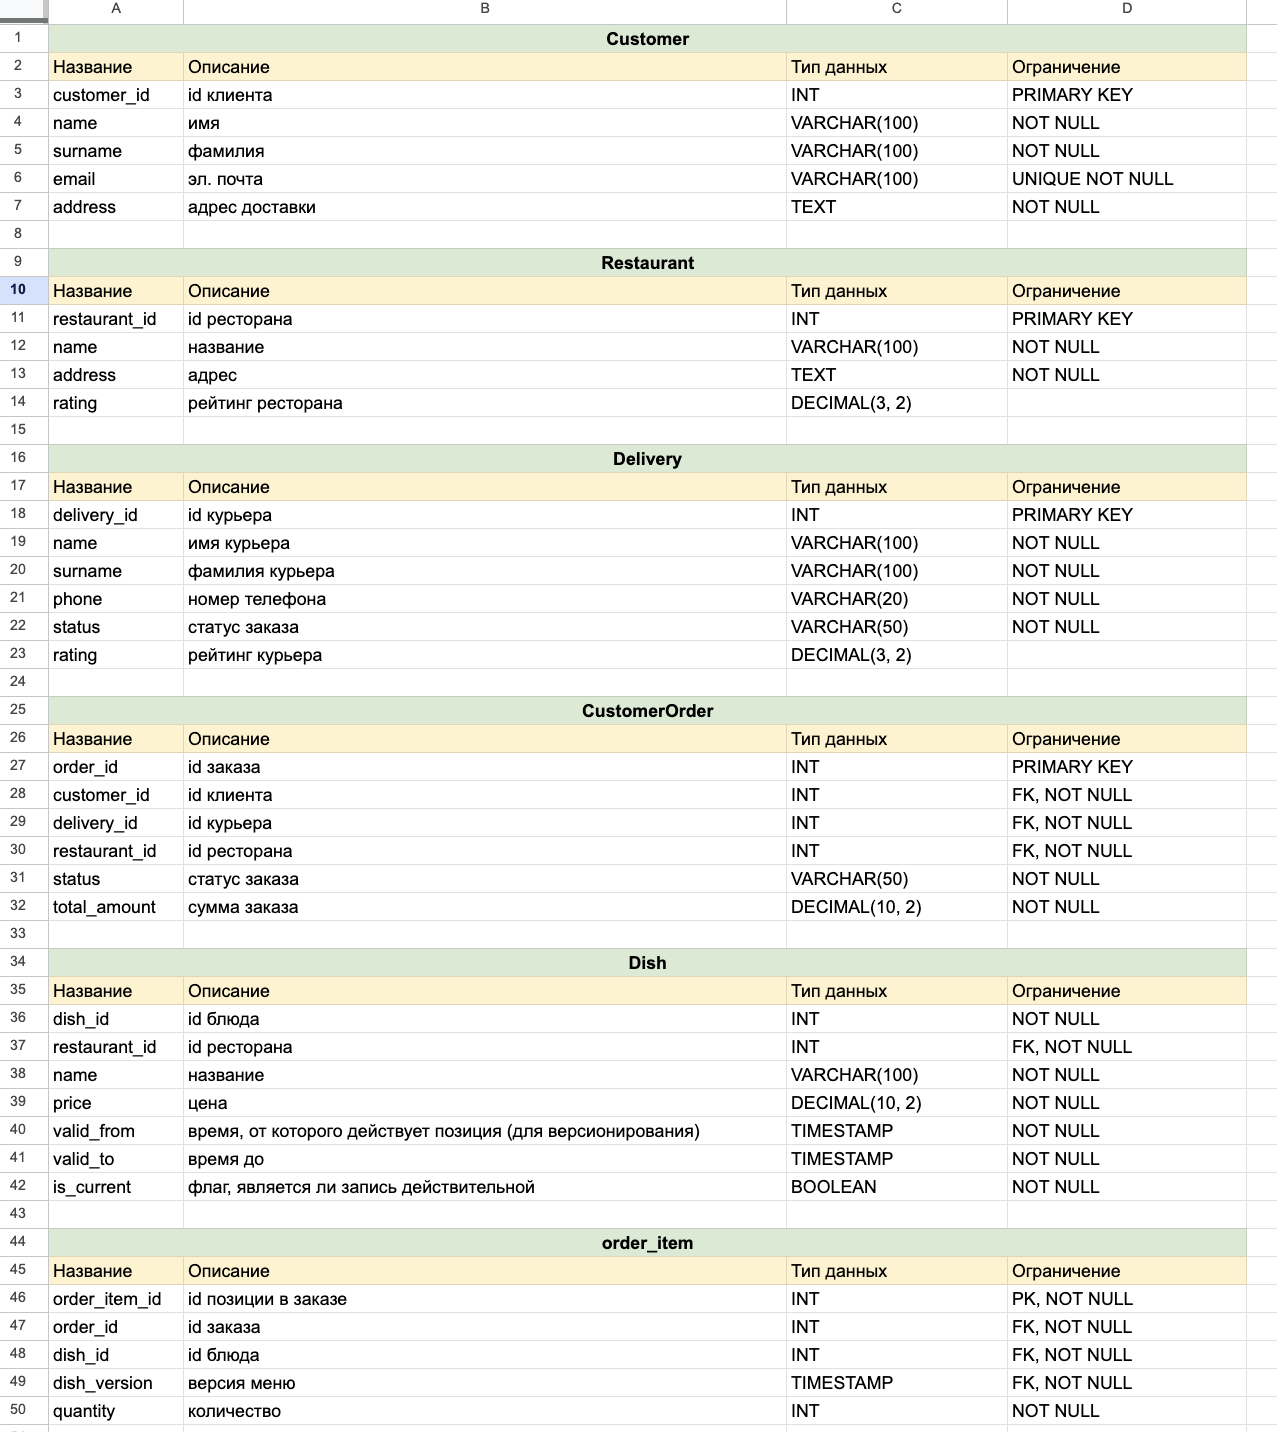 A B C D
1 Customer
2 Название Описание Тип данных Ограничение
3 customer_id id клиента INT PRIMARY KEY
4 name имя VARCHAR(100) NOT NULL
5 surname фамилия VARCHAR(100) NOT NULL
6 email эл. почта VARCHAR(100) UNIQUE NOT NULL
7 address адрес доставки TEXT NOT NULL
8
9 Restaurant
10 Название Описание Тип данных Ограничение
11 restaurant_id id ресторана INT PRIMARY KEY
12 name название VARCHAR(100) NOT NULL
13 address адрес TEXT NOT NULL
14 rating рейтинг ресторана DECIMAL(3, 2)
15
16 Delivery
17 Название Описание Тип данных Ограничение
18 delivery_id id курьера INT PRIMARY KEY
19 name имя курьера VARCHAR(100) NOT NULL
20 surname фамилия курьера VARCHAR(100) NOT NULL
21 phone номер телефона VARCHAR(20) NOT NULL
22 status статус заказа VARCHAR(50) NOT NULL
23 rating рейтинг курьера DECIMAL(3, 2)
24
25 CustomerOrder
26 Название Описание Тип данных Ограничение
27 order_id id заказа INT PRIMARY KEY
28 customer_id id клиента INT FK, NOT NULL
29 delivery_id id курьера INT FK, NOT NULL
30 restaurant_id id ресторана INT FK, NOT NULL
31 status статус заказа VARCHAR(50) NOT NULL
32 total_amount сумма заказа DECIMAL(10, 2) NOT NULL
33
34 Dish
35 Название Описание Тип данных Ограничение
36 dish_id id блюда INT NOT NULL
37 restaurant_id id ресторана INT FK, NOT NULL
38 name название VARCHAR(100) NOT NULL
39 price цена DECIMAL(10, 2) NOT NULL
40 valid_from время, от которого действует позиция (для версионирования) TIMESTAMP NOT NULL
41 valid_to время до TIMESTAMP NOT NULL
42 is_current флаг, является ли запись действительной BOOLEAN NOT NULL
43
44 order_item
45 Название Описание Тип данных Ограничение
46 order_item_id id позиции в заказе INT PK, NOT NULL
47 order_id id заказа INT FK, NOT NULL
48 dish_id id блюда INT FK, NOT NULL
49 dish_version версия меню TIMESTAMP FK, NOT NULL
50 quantity количество INT NOT NULL